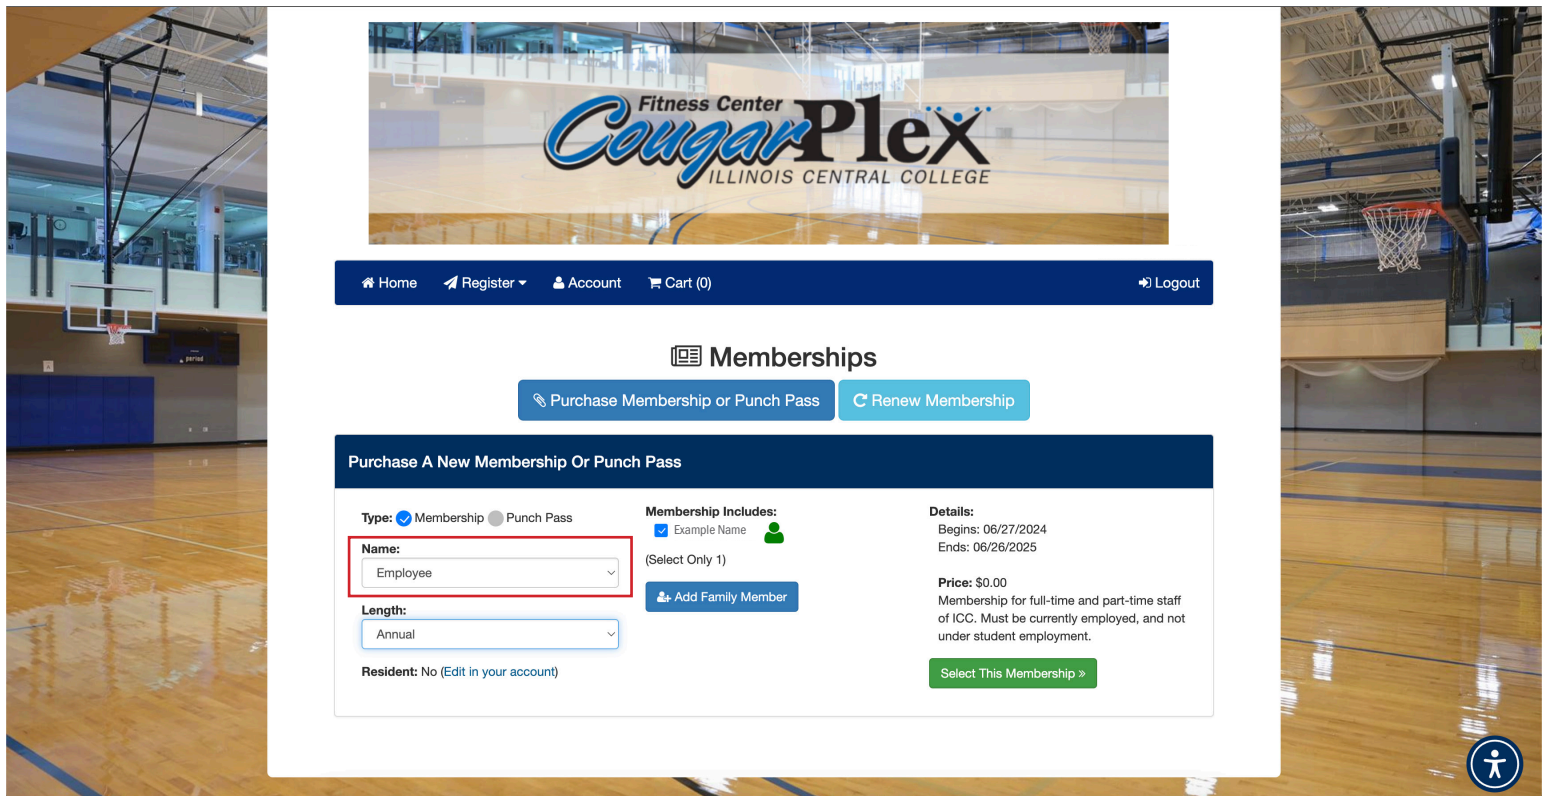 Fitness Center
CougarPlex
ILLINOIS CENTRAL COLLEGE
Home Register Account Cart (0) Logout
Memberships
Purchase Membership or Punch Pass Renew Membership
Purchase A New Membership Or Punch Pass
Type: Membership Punch Pass
Name:
Employee
Length:
Annual
Resident: No (Edit in your account)
Membership Includes:
Example Name
(Select Only 1)
Add Family Member
Details:
Begins: 06/27/2024
Ends: 06/26/2025
Price: $0.00
Membership for full-time and part-time staff
of ICC. Must be currently employed, and not
under student employment.
Select This Membership »
period